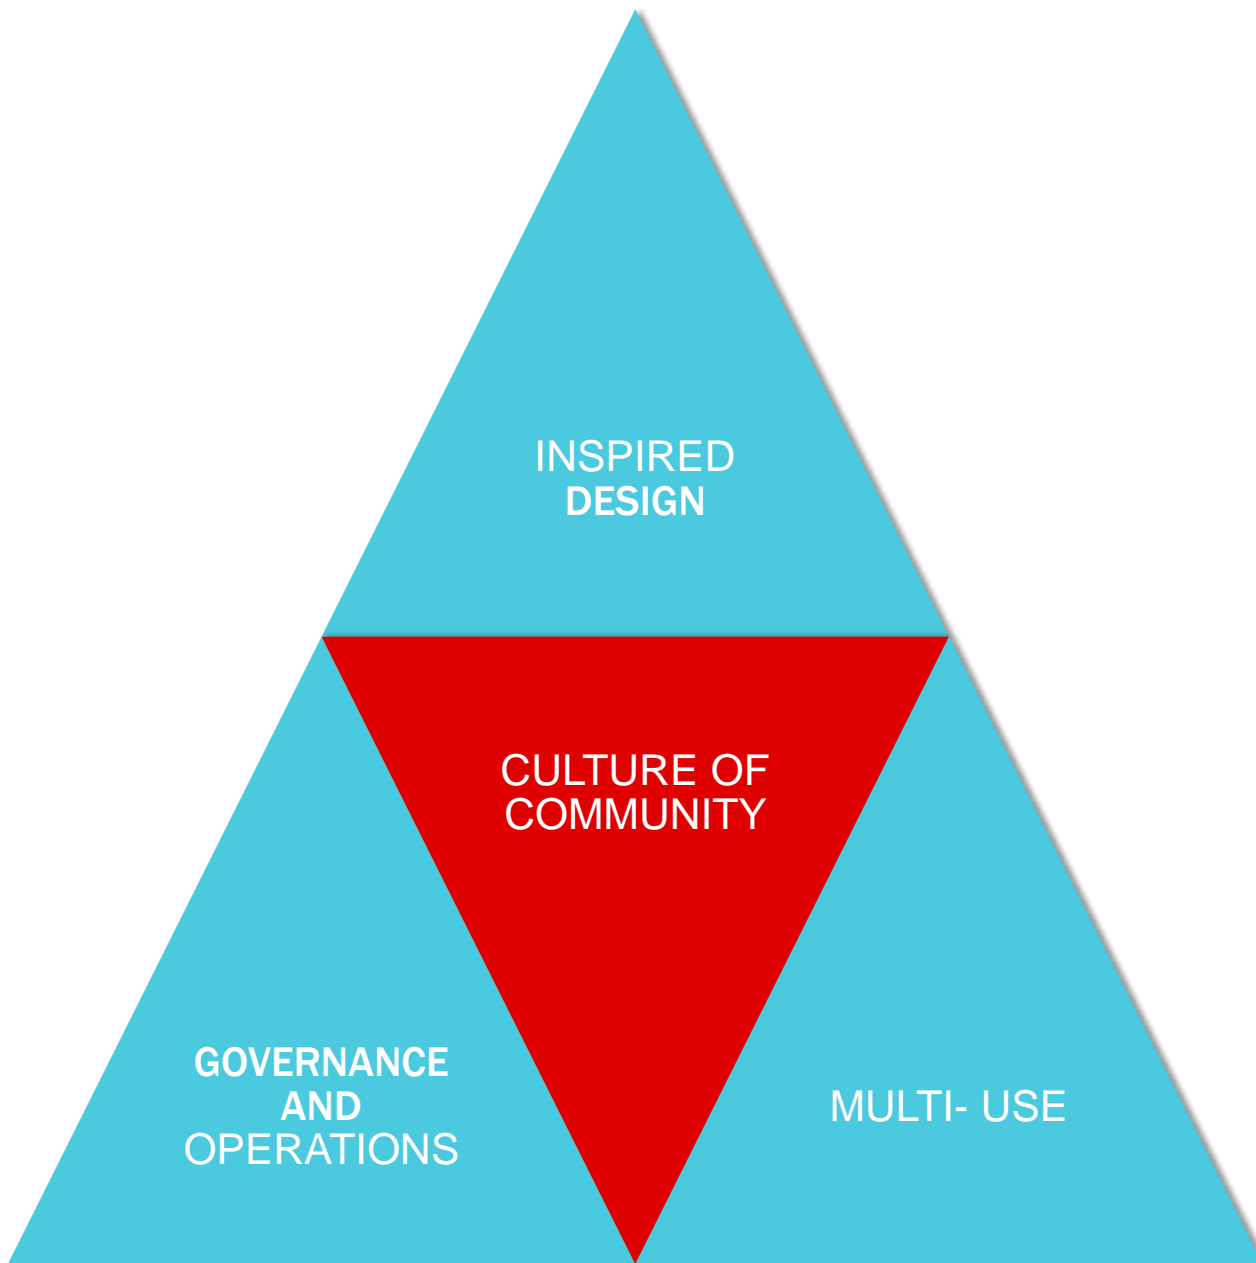 INSPIRED
DESIGN
CULTURE OF
COMMUNITY
GOVERNANCE
AND
OPERATIONS
MULTI- USE